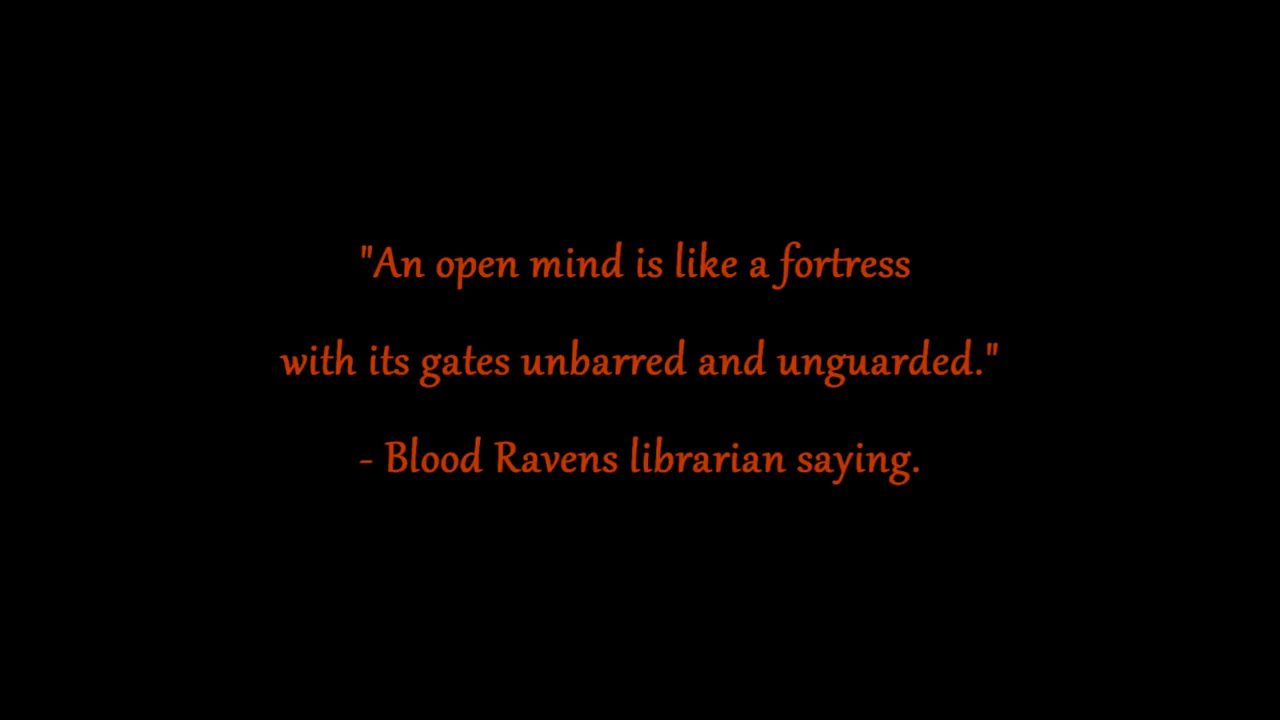 "An open mind is like a fortress
with its gates unbarred and unguarded."
- Blood Ravens librarian saying.